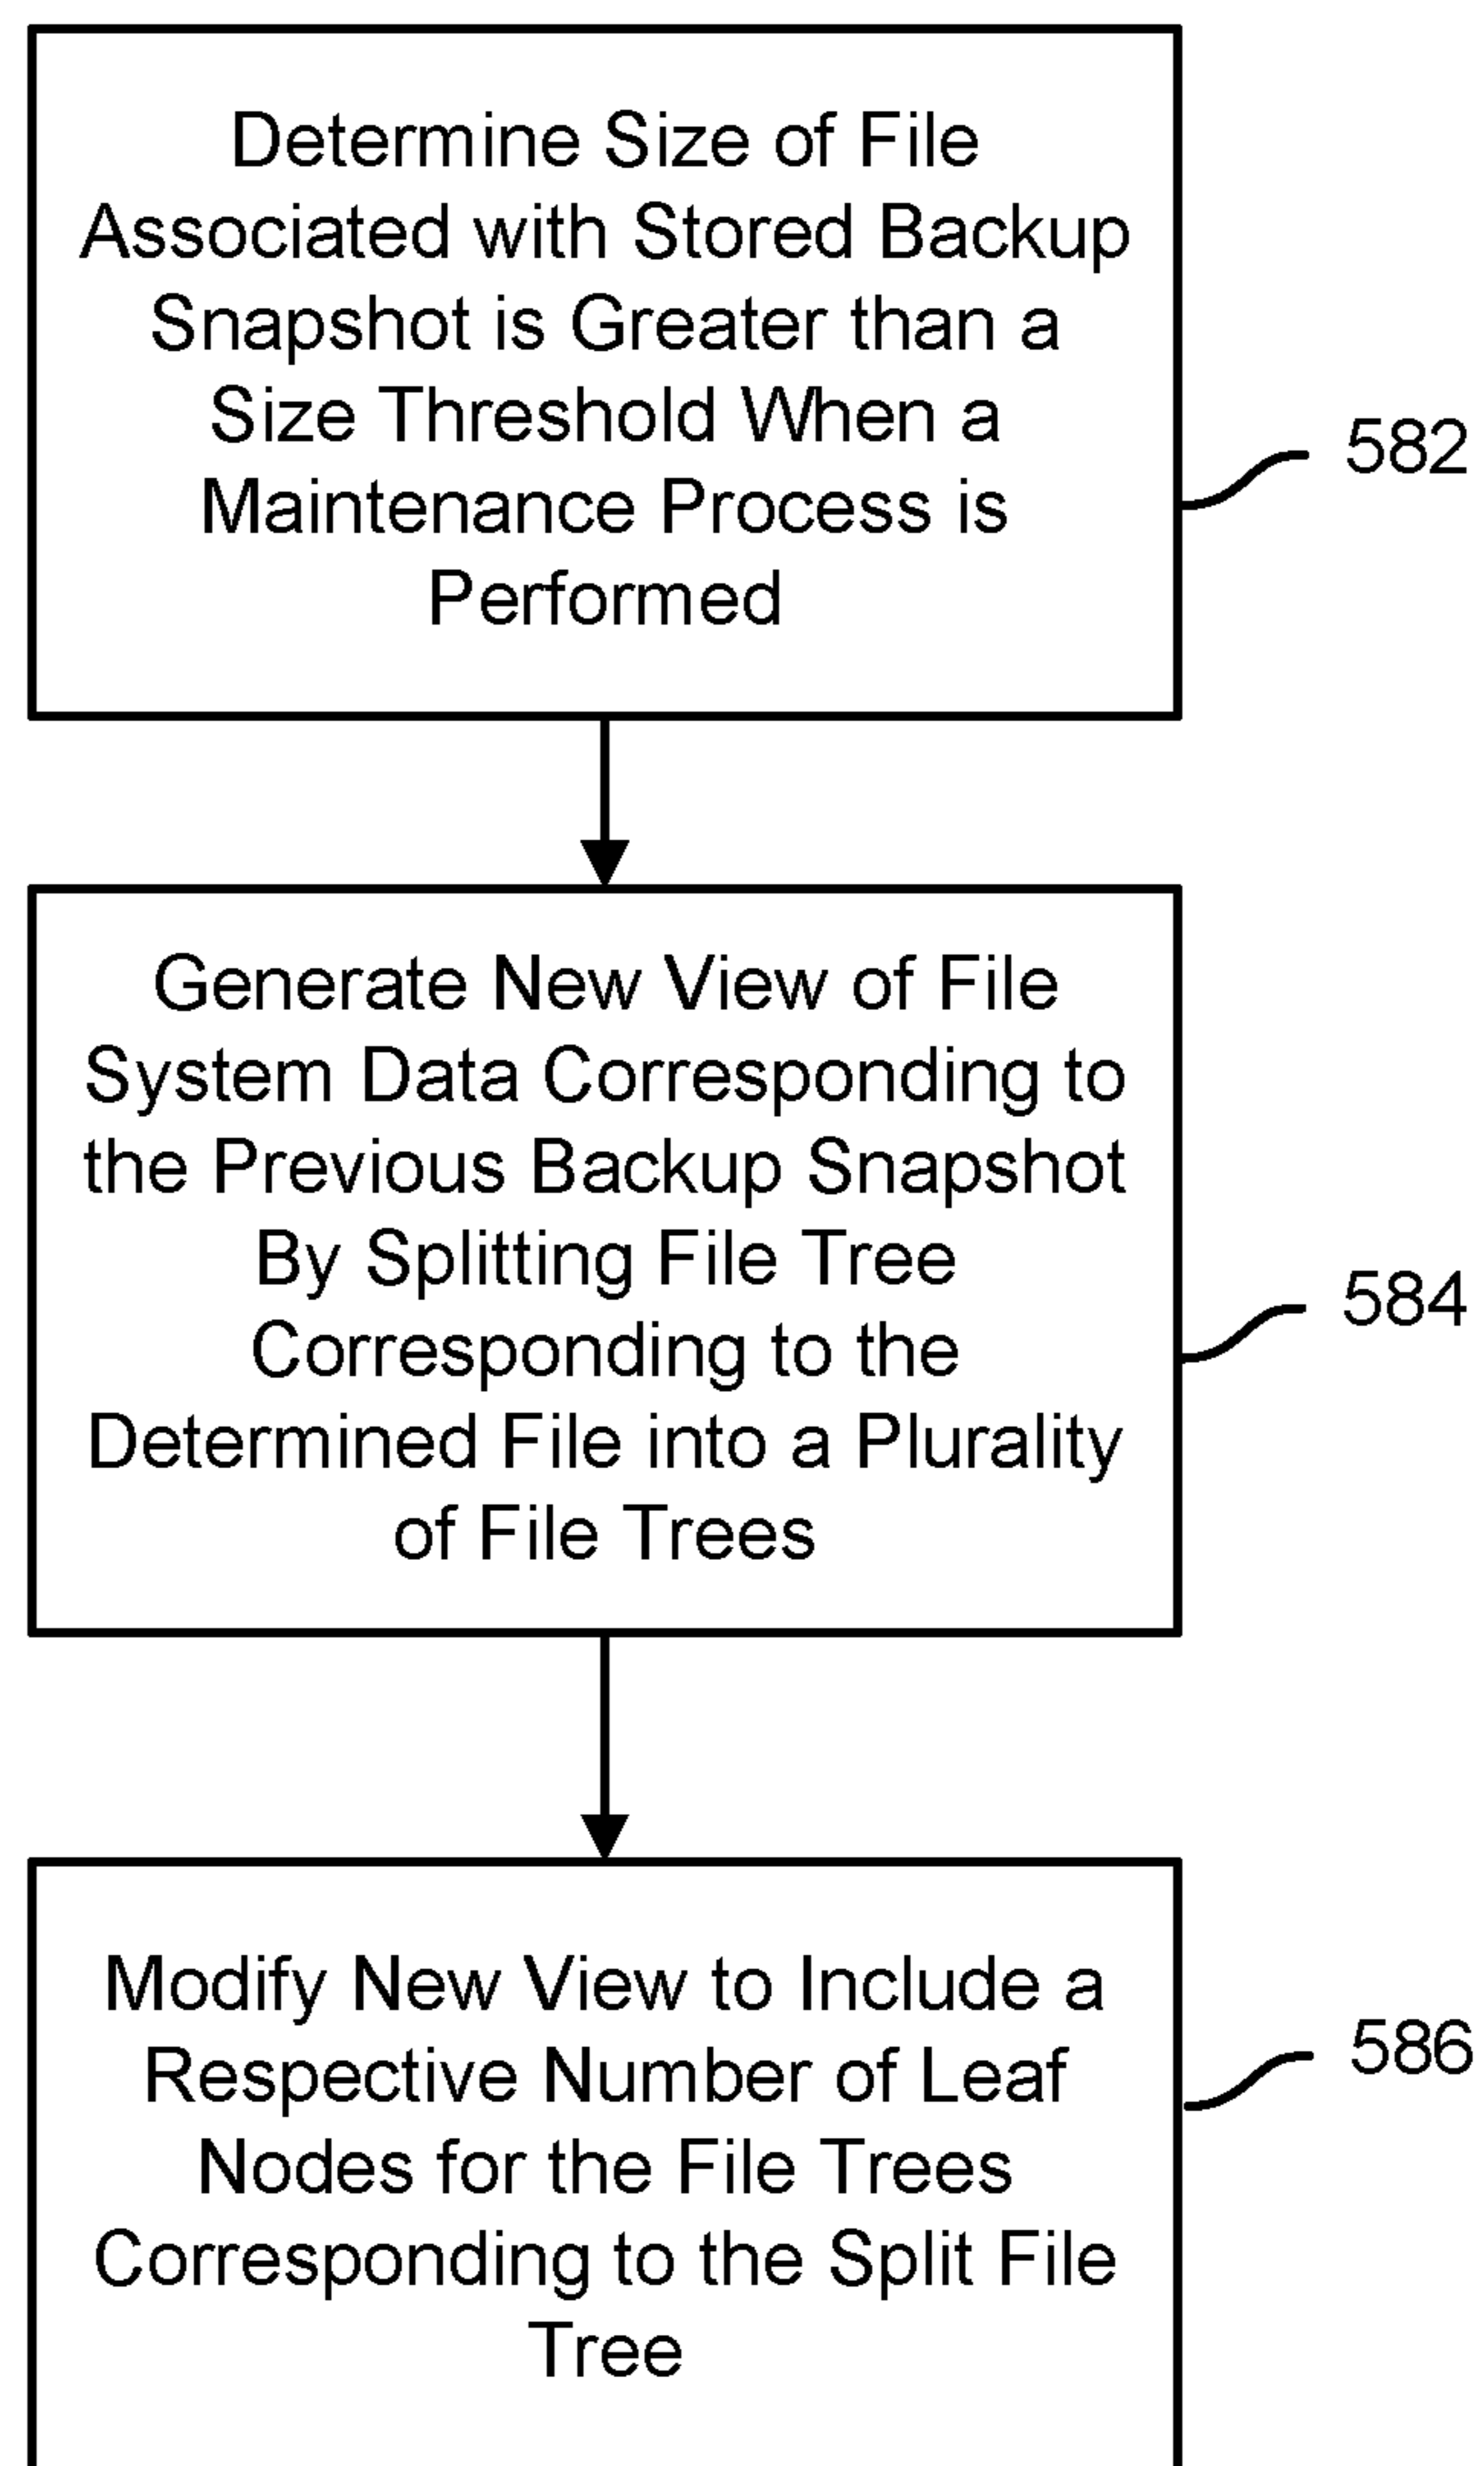 Determine Size of File
Associated with Stored Backup
Snapshot is Greater than a
Size Threshold When a
Maintenance Process is
Performed
582
Generate New View of File
System Data Corresponding to
the Previous Backup Snapshot
By Splitting File Tree
Corresponding to the
Determined File into a Plurality
of File Trees
584
Modify New View to Include a
Respective Number of Leaf
Nodes for the File Trees
Corresponding to the Split File
Tree
586